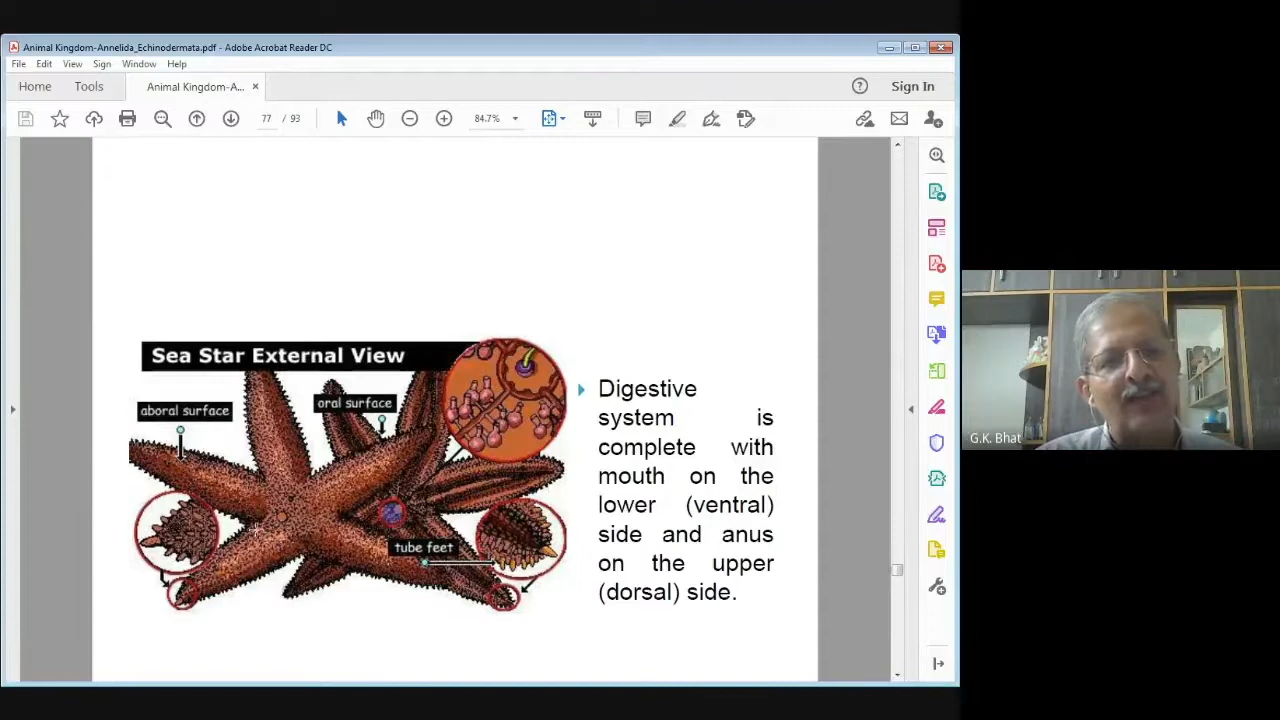 Animal Kingdom-Annelida_Echinodermata.pdf - Adobe Acrobat Reader DC
File Edit View Sign Window Help
Home Tools Animal Kingdom-A... Sign In
77 / 93 84.7%
Sea Star External View
aboral surface
oral surface
tube feet
Digestive
system is
complete with
mouth on the
lower (ventral)
side and anus
on the upper
(dorsal) side.
G.K. Bhat